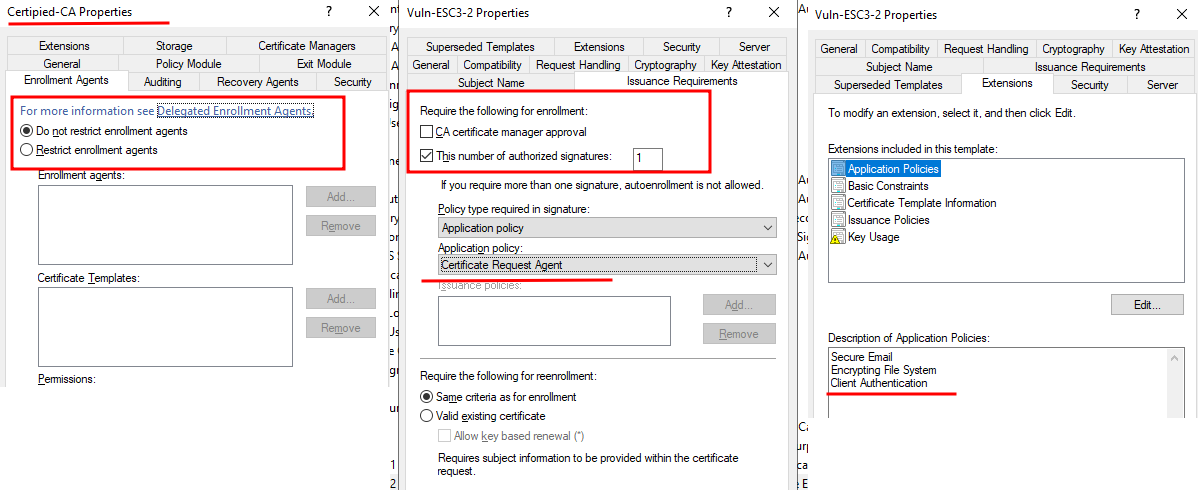 Certipied-CA Properties
Extensions Storage Certificate Managers
General Policy Module Exit Module
Enrollment Agents Auditing Recovery Agents Security
For more information see Delegated Enrollment Agents.
Do not restrict enrollment agents
Restrict enrollment agents
Enrollment agents:
Add...
Remove
Certificate Templates:
Add...
Remove
Permissions:
Vuln-ESC3-2 Properties
Superseded Templates Extensions Security Server
General Compatibility Request Handling Cryptography Key Attestation
Subject Name Issuance Requirements
Require the following for enrollment:
CA certificate manager approval
This number of authorized signatures: 1
If you require more than one signature, autoenrollment is not allowed.
Policy type required in signature:
Application policy
Application policy:
Certificate Request Agent
Issuance policies:
Add...
Remove
Require the following for reenrollment:
Same criteria as for enrollment
Valid existing certificate
Allow key based renewal (*)
Requires subject information to be provided within the certificate
request.
Vuln-ESC3-2 Properties
General Compatibility Request Handling Cryptography Key Attestation
Subject Name Issuance Requirements
Superseded Templates Extensions Security Server
To modify an extension, select it, and then click Edit.
Extensions included in this template:
Application Policies
Basic Constraints
Certificate Template Information
Issuance Policies
Key Usage
Edit...
Description of Application Policies:
Secure Email
Encrypting File System
Client Authentication